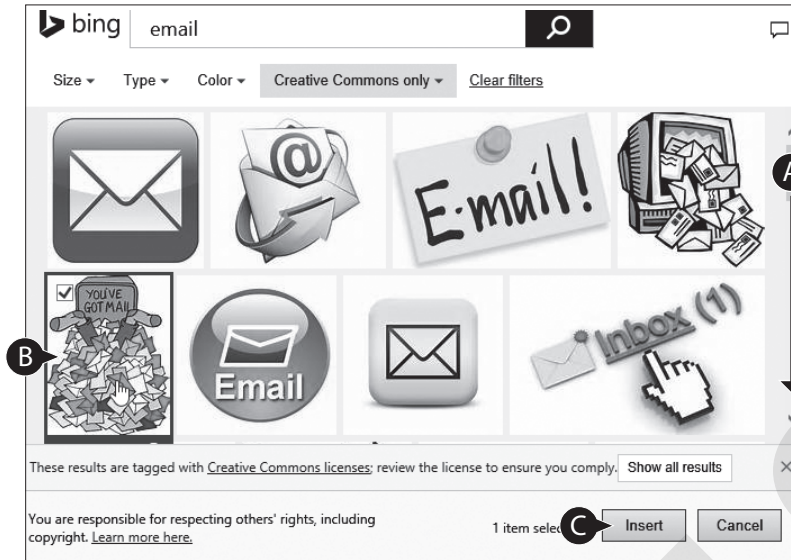 bing email
Size Type Color Creative Commons only Clear filters
@
E-mail!
A
YOU'VE
GOT MAIL
Inbox (1)
B
Email
These results are tagged with Creative Commons licenses; review the license to ensure you comply. Show all results
You are responsible for respecting others' rights, including
copyright. Learn more here.
1 item selec C Insert Cancel